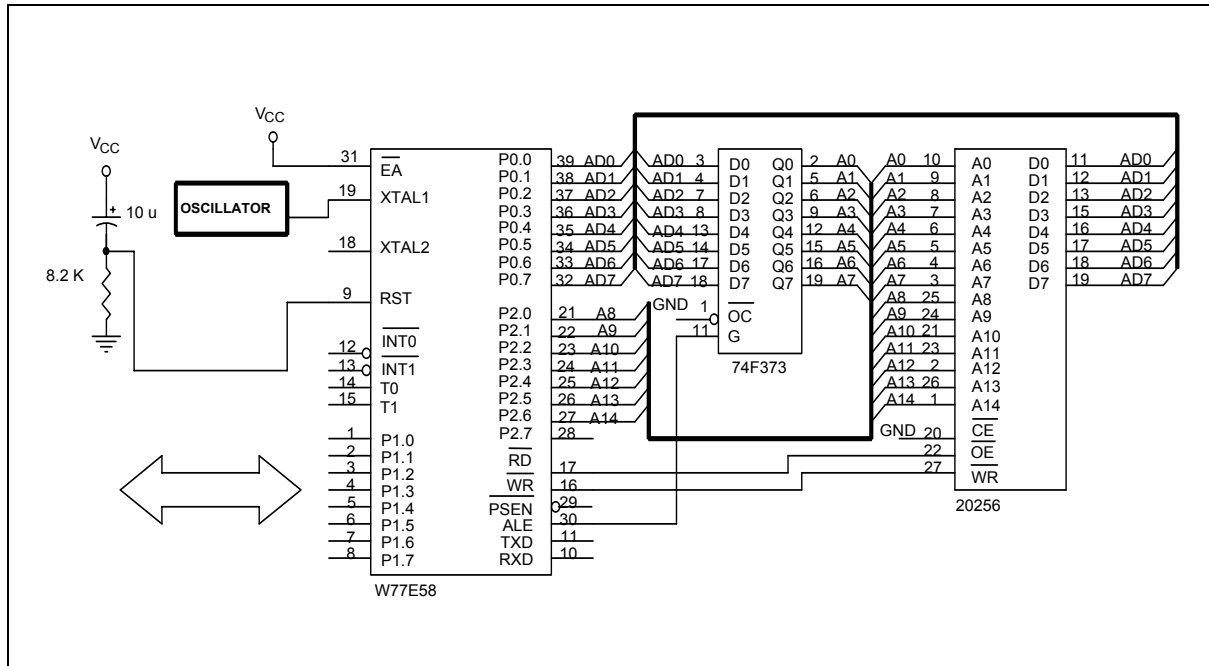 VCC
VCC
10 u
+
8.2 K
OSCILLATOR
31 EA
19 XTAL1
18 XTAL2
9 RST
12 INT0
13 INT1
14 T0
15 T1
1 P1.0
2 P1.1
3 P1.2
4 P1.3
5 P1.4
6 P1.5
7 P1.6
8 P1.7
P0.0 39 AD0
P0.1 38 AD1
P0.2 37 AD2
P0.3 36 AD3
P0.4 35 AD4
P0.5 34 AD5
P0.6 33 AD6
P0.7 32 AD7
P2.0 21 A8
P2.1 22 A9
P2.2 23 A10
P2.3 24 A11
P2.4 25 A12
P2.5 26 A13
P2.6 27 A14
P2.7 28
RD 17
WR 16
PSEN 29
ALE 30
TXD 11
RXD 10
W77E58
AD0 3 D0 Q0 2 A0
AD1 4 D1 Q1 5 A1
AD2 7 D2 Q2 6 A2
AD3 8 D3 Q3 9 A3
AD4 13 D4 Q4 12 A4
AD5 14 D5 Q5 15 A5
AD6 17 D6 Q6 16 A6
AD7 18 D7 Q7 19 A7
GND 1 OC
11 G
74F373
A0 10 A0 D0 11 AD0
A1 9 A1 D1 12 AD1
A2 8 A2 D2 13 AD2
A3 7 A3 D3 15 AD3
A4 6 A4 D4 16 AD4
A5 5 A5 D5 17 AD5
A6 4 A6 D6 18 AD6
A7 3 A7 D7 19 AD7
A8 25 A8
A9 24 A9
A10 21 A10
A11 23 A11
A12 2 A12
A13 26 A13
A14 1 A14
GND 20 CE
22 OE
27 WR
20256